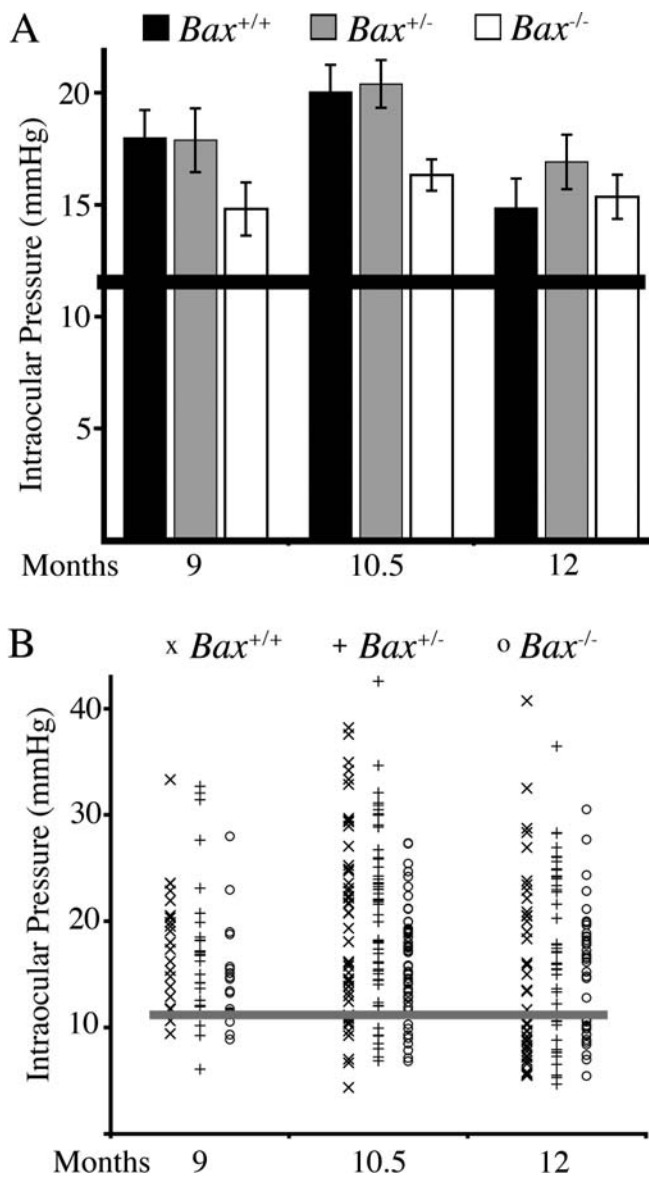 A
Bax+/+ Bax+/- Bax-/-
Intraocular Pressure (mmHg)
20
15
10
5
Months 9 10.5 12
B
x Bax+/+ + Bax+/- o Bax-/-
Intraocular Pressure (mmHg)
40
30
20
10
Months 9 10.5 12